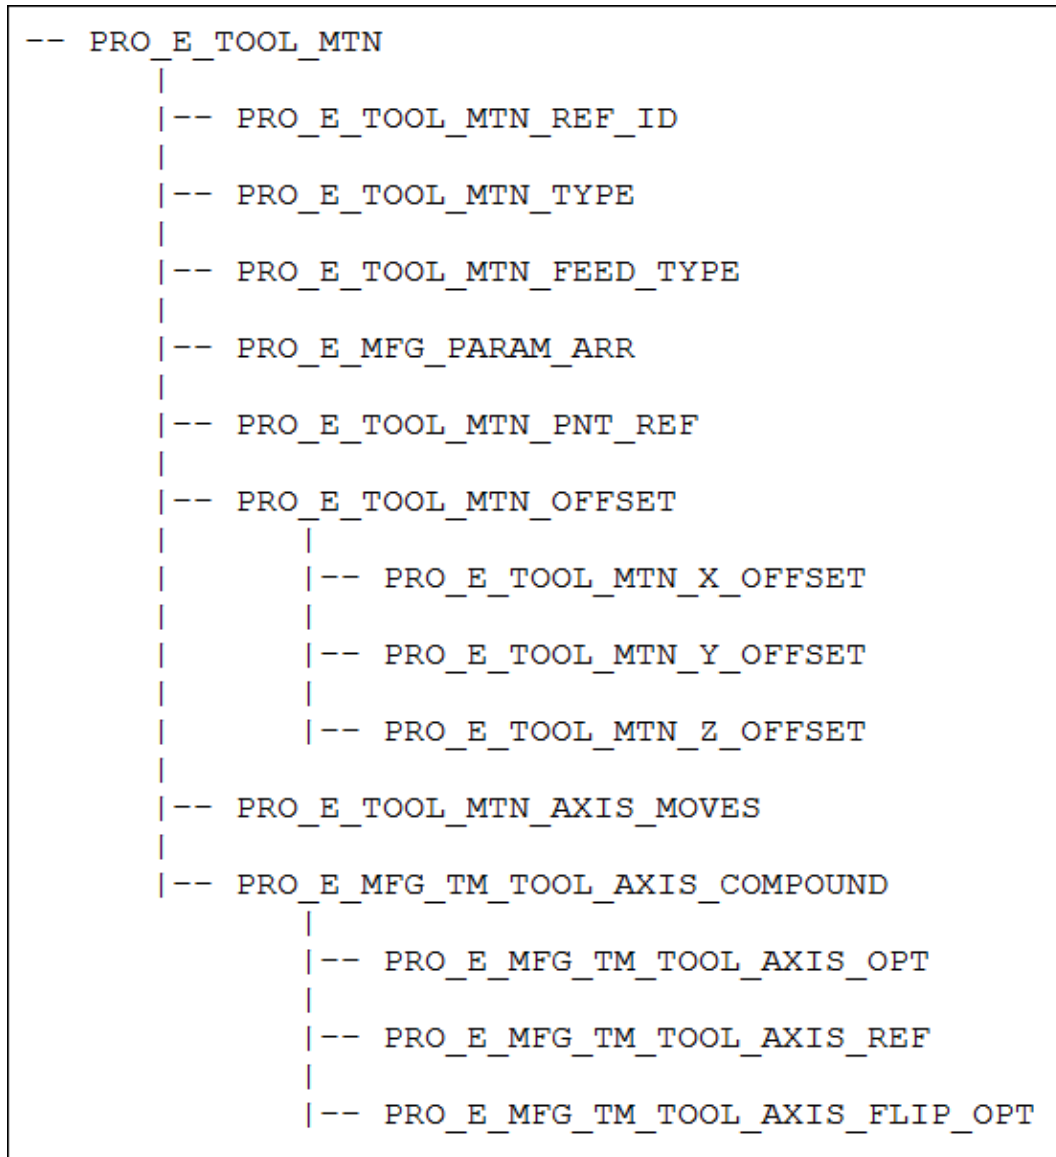 -- PRO_E_TOOL_MTN
|
|-- PRO_E_TOOL_MTN_REF_ID
|
|-- PRO_E_TOOL_MTN_TYPE
|
|-- PRO_E_TOOL_MTN_FEED_TYPE
|
|-- PRO_E_MFG_PARAM_ARR
|
|-- PRO_E_TOOL_MTN_PNT_REF
|
|-- PRO_E_TOOL_MTN_OFFSET
| |
| |-- PRO_E_TOOL_MTN_X_OFFSET
| |
| |-- PRO_E_TOOL_MTN_Y_OFFSET
| |
| |-- PRO_E_TOOL_MTN_Z_OFFSET
|
|-- PRO_E_TOOL_MTN_AXIS_MOVES
|
|-- PRO_E_MFG_TM_TOOL_AXIS_COMPOUND
|
|-- PRO_E_MFG_TM_TOOL_AXIS_OPT
|
|-- PRO_E_MFG_TM_TOOL_AXIS_REF
|
|-- PRO_E_MFG_TM_TOOL_AXIS_FLIP_OPT